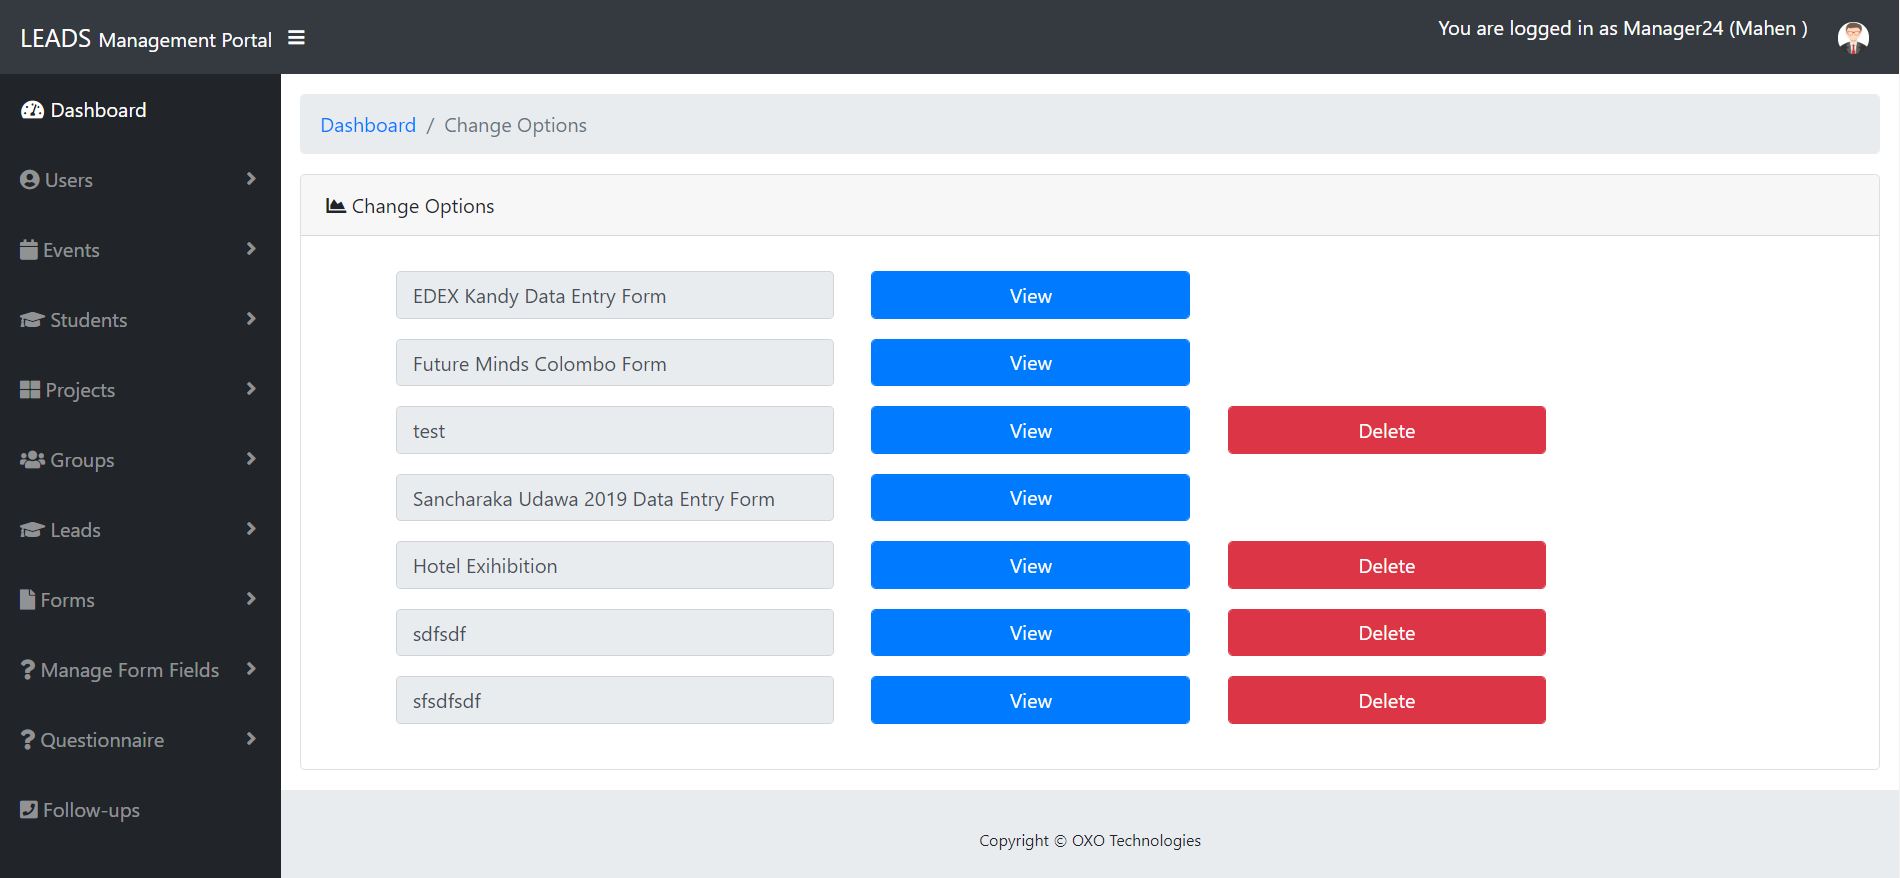 LEADS Management Portal
You are logged in as Manager24 (Mahen )
Dashboard
Users
Events
Students
Projects
Groups
Leads
Forms
Manage Form Fields
Questionnaire
Follow-ups
Dashboard / Change Options
Change Options
EDEX Kandy Data Entry Form View
Future Minds Colombo Form View
test View Delete
Sancharaka Udawa 2019 Data Entry Form View
Hotel Exihibition View Delete
sdfsdf View Delete
sfsdfsdf View Delete
Copyright © OXO Technologies